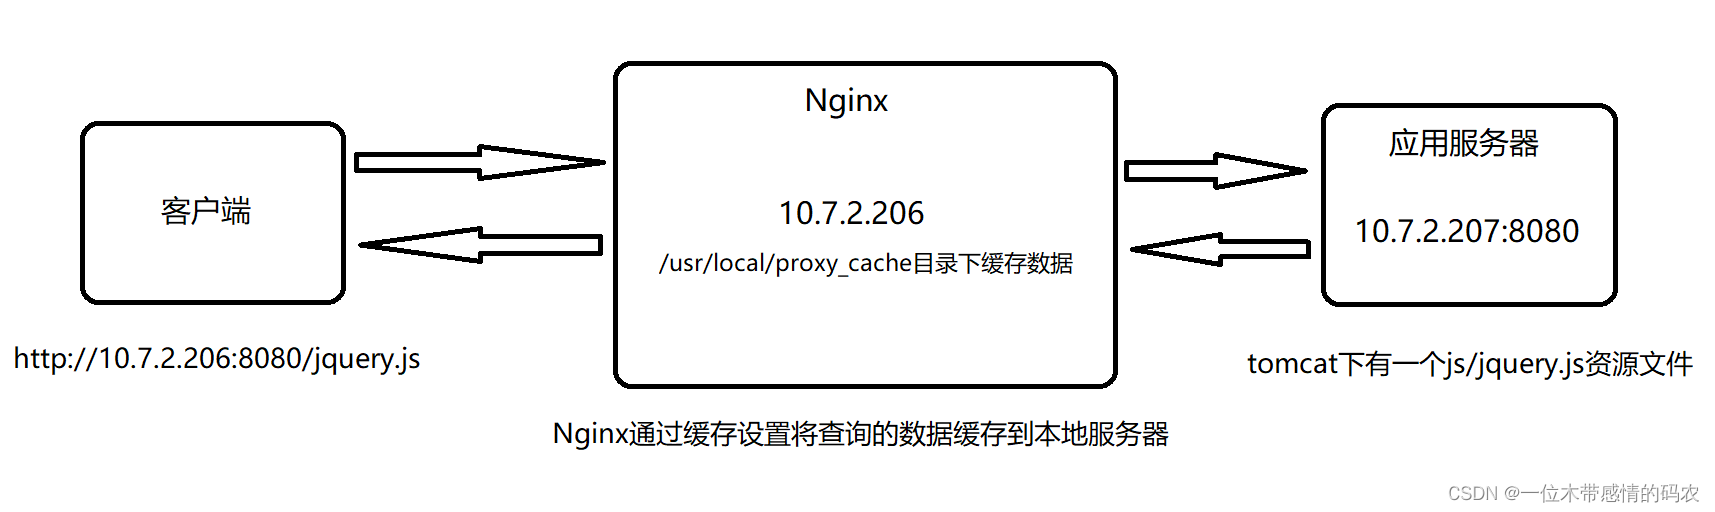 Nginx
应用服务器
客户端
10.7.2.206
10.7.2.207:8080
/usr/local/proxy_cache目录下缓存数据
http://10.7.2.206:8080/jquery.js
tomcat下有一个js/jquery.js资源文件
Nginx通过缓存设置将查询的数据缓存到本地服务器
CSDN @一位木带感情的码农